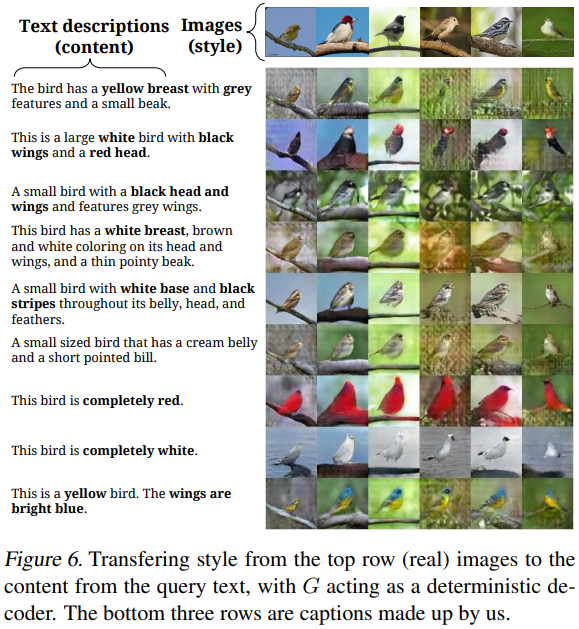 Text descriptions
(content)
Images
(style)
The bird has a yellow breast with grey
features and a small beak.
This is a large white bird with black
wings and a red head.
A small bird with a black head and
wings and features grey wings.
This bird has a white breast, brown
and white coloring on its head and
wings, and a thin pointy beak.
A small bird with white base and black
stripes throughout its belly, head, and
feathers.
A small sized bird that has a cream belly
and a short pointed bill.
This bird is completely red.
This bird is completely white.
This is a yellow bird. The wings are
bright blue.
Figure 6. Transfering style from the top row (real) images to the
content from the query text, with G acting as a deterministic de-
coder. The bottom three rows are captions made up by us.